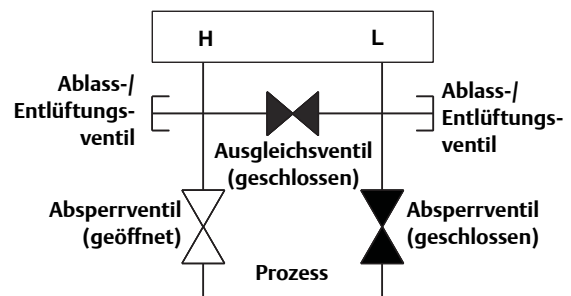 H
L
Ablass-/
Entlüftungs-
ventil
Ablass-/
Entlüftungs-
ventil
Ausgleichsventil
(geschlossen)
Absperrventil
(geöffnet)
Absperrventil
(geschlossen)
Prozess